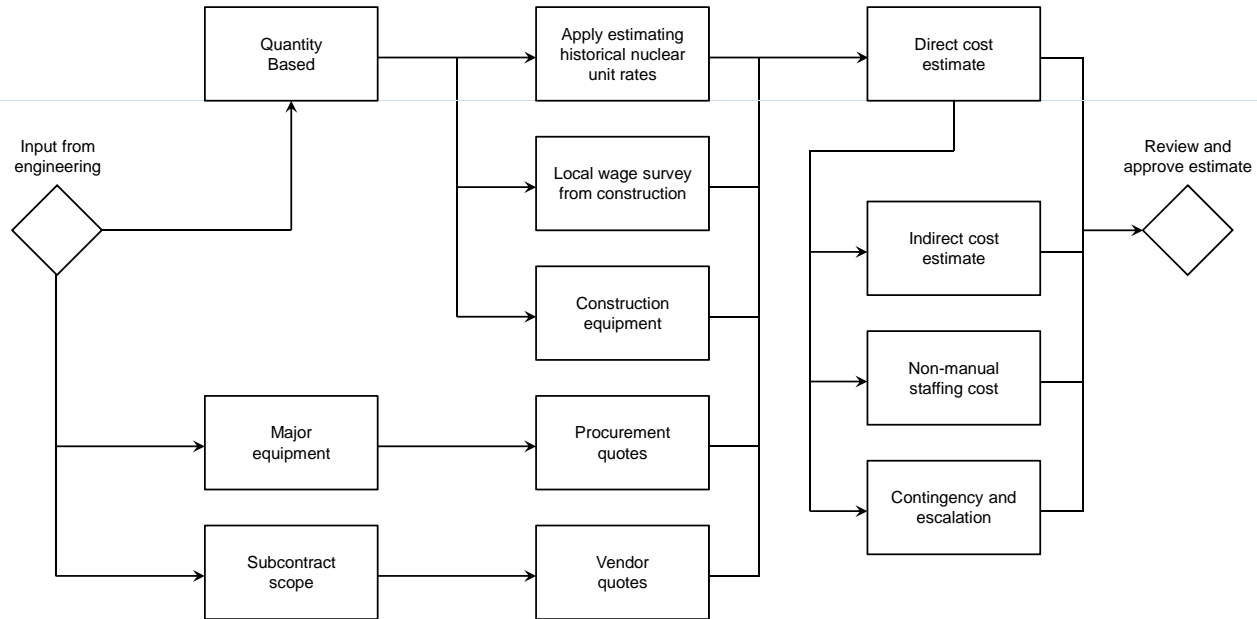 Quantity
Based
Apply estimating
historical nuclear
unit rates
Direct cost
estimate
Input from
engineering
Local wage survey
from construction
Review and
approve estimate
Indirect cost
estimate
Construction
equipment
Non-manual
staffing cost
Major
equipment
Procurement
quotes
Contingency and
escalation
Subcontract
scope
Vendor
quotes